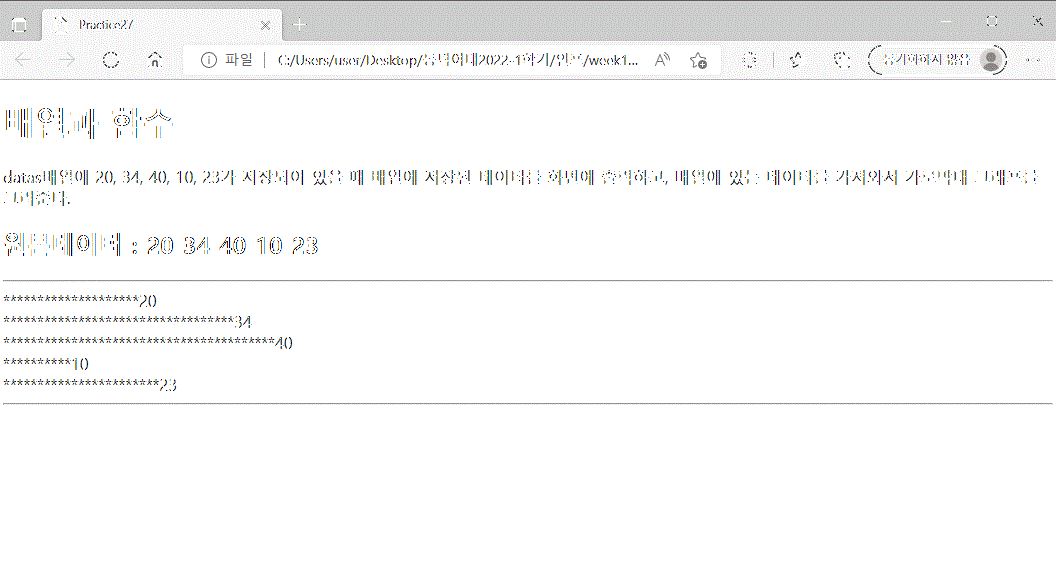 Practice27
파일 | C:/Users/user/Desktop/동덕여대2022-1학기/인프/week1...
동기화하지 않음
배열과 함수
datas배열에 20, 34, 40, 10, 23가 저장되어 있을 때 배열에 저장된 데이터를 화면에 출력하고, 배열에 있는 데이터를 가져와서 가로막대 그래프를
그려본다.
원본데이터 : 20 34 40 10 23
********************20
**********************************34
****************************************40
**********10
***********************23